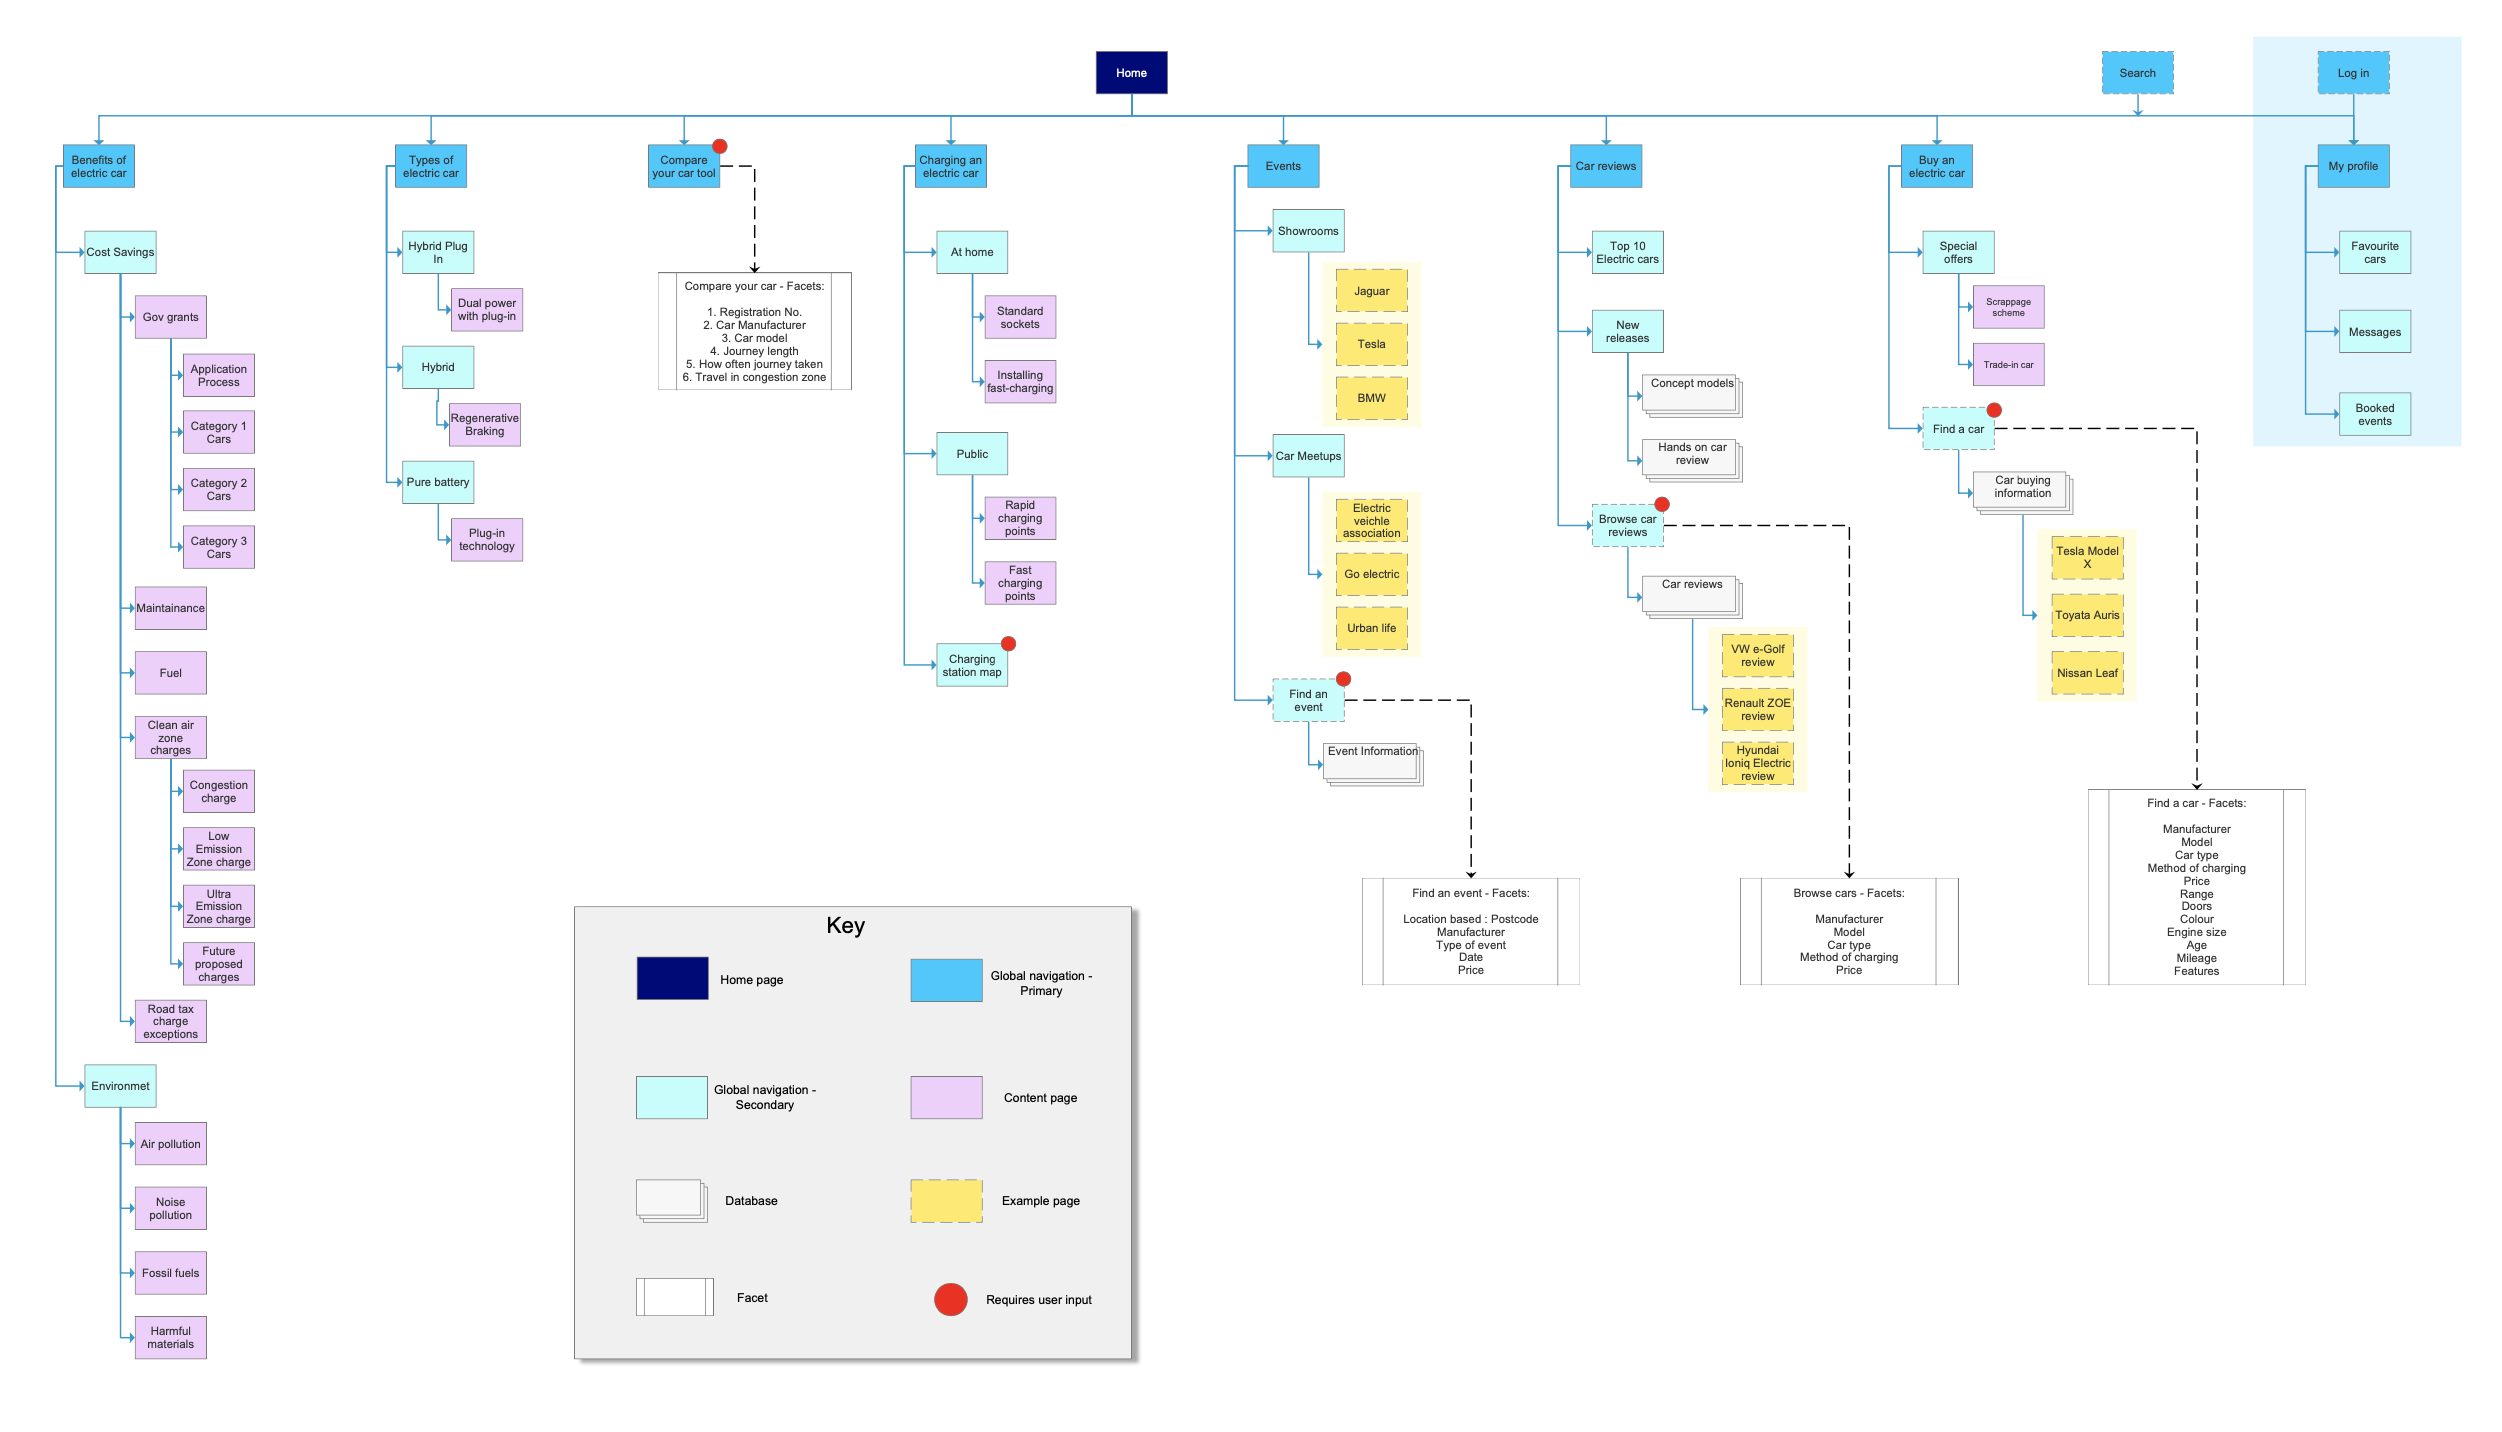 Home
Search
Log in
Benefits of
electric car
Cost Savings
Gov grants
Application
Process
Category 1
Cars
Category 2
Cars
Category 3
Cars
Maintainance
Fuel
Clean air
zone
charges
Congestion
charge
Low
Emission
Zone charge
Ultra
Emission
Zone charge
Future
proposed
charges
Road tax
charge
exceptions
Environmet
Air pollution
Noise
pollution
Fossil fuels
Harmful
materials
Types of
electric car
Hybrid Plug
In
Dual power
with plug-in
Hybrid
Regenerative
Braking
Pure battery
Plug-in
technology
Compare
your car tool
Compare your car - Facets:
1. Registration No.
2. Car Manufacturer
3. Car model
4. Journey length
5. How often journey taken
6. Travel in congestion zone
Charging an
electric car
At home
Standard
sockets
Installing
fast-charging
Public
Rapid
charging
points
Fast
charging
points
Charging
station map
Events
Showrooms
Jaguar
Tesla
BMW
Car Meetups
Electric
veichle
association
Go electric
Urban life
Find an
event
Event Information
Find an event - Facets:
Location based : Postcode
Manufacturer
Type of event
Date
Price
Car reviews
Top 10
Electric cars
New
releases
Concept models
Hands on car
review
Browse car
reviews
Car reviews
VW e-Golf
review
Renault ZOE
review
Hyundai
Ioniq Electric
review
Browse cars - Facets:
Manufacturer
Model
Car type
Method of charging
Price
Buy an
electric car
Special
offers
Scrappage
scheme
Trade-in car
Find a car
Car buying
information
Tesla Model
X
Toyata Auris
Nissan Leaf
Find a car - Facets:
Manufacturer
Model
Car type
Method of charging
Price
Range
Doors
Colour
Engine size
Age
Mileage
Features
My profile
Favourite
cars
Messages
Booked
events
Key
Home page
Global navigation -
Primary
Global navigation -
Secondary
Content page
Database
Example page
Facet
Requires user input